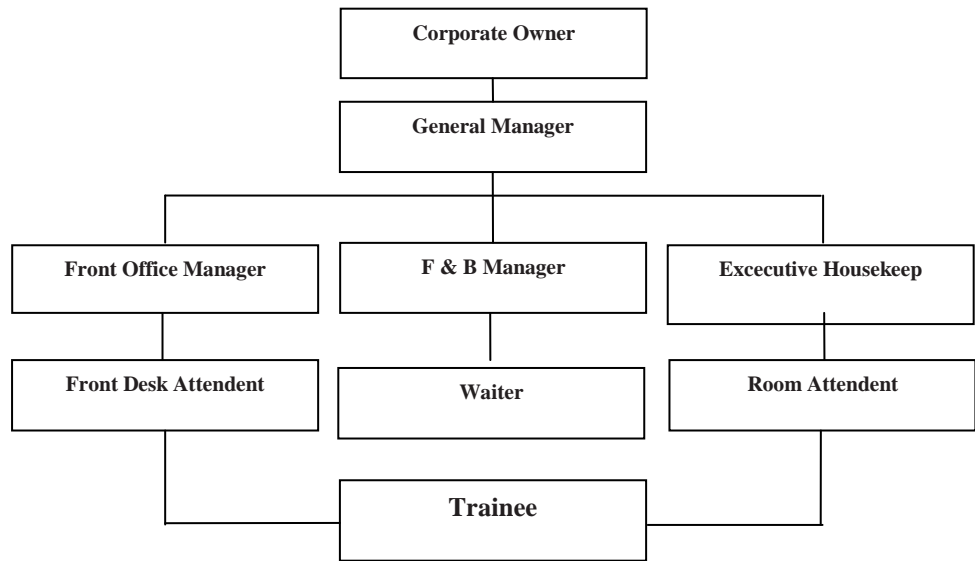 Corporate Owner
General Manager
Front Office Manager
F & B Manager
Excecutive Housekeep
Front Desk Attendent
Waiter
Room Attendent
Trainee